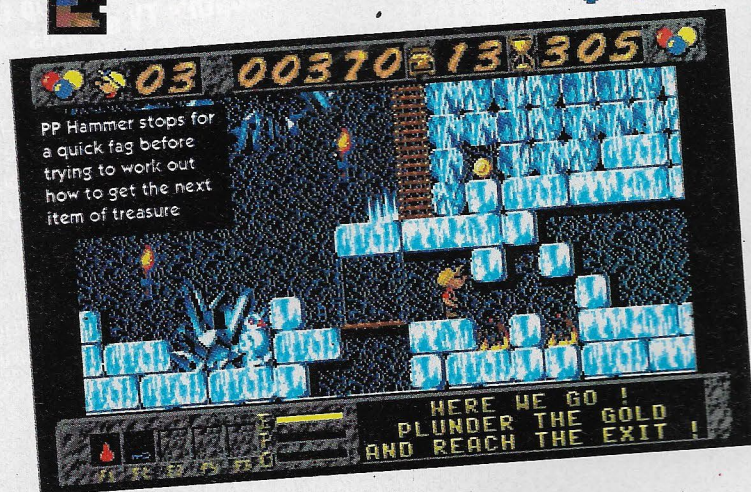 03 00370 13 305
PP Hammer stops for
a quick fag before
trying to work out
how to get the next
item of treasure
HERE WE GO !
PLUNDER THE GOLD
AND REACH THE EXIT !